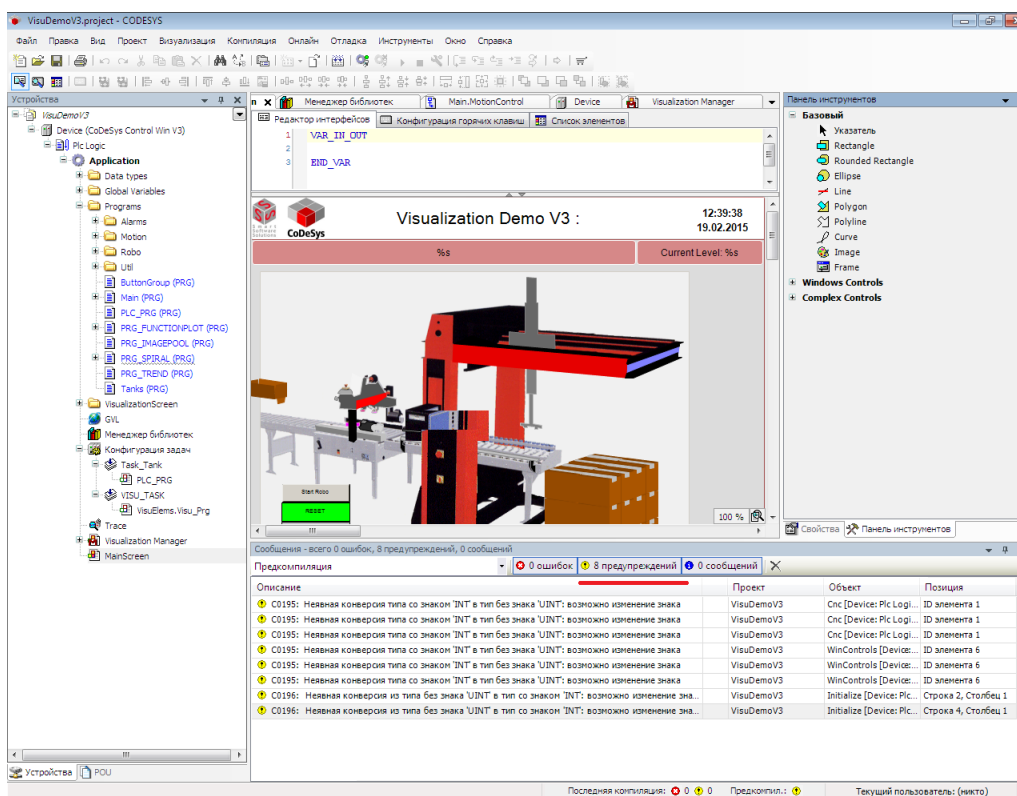 VisuDemoV3.project - CODESYS
Файл Правка Вид Проект Визуализация Компиляция Онлайн Отладка Инструменты Окно Справка
Устройства
VisuDemoV3
Device (CoDeSys Control Win V3)
Plc Logic
Application
Data types
Global Variables
Programs
Alarms
Motion
Robo
Util
ButtonGroup (PRG)
Main (PRG)
PLC_PRG (PRG)
PRG_FUNCTIONPLOT (PRG)
PRG_IMAGEPOOL (PRG)
PRG_SPIRAL (PRG)
PRG_TREND (PRG)
Tanks (PRG)
VisualizationScreen
GVL
Менеджер библиотек
Конфигурация задач
Task_Tank
PLC_PRG
VISU_TASK
VisuElems.Visu_Prg
Trace
Visualization Manager
MainScreen
Устройства POU
n Менеджер библиотек Main.MotionControl Device Visualization Manager
Редактор интерфейсов Конфигурация горячих клавиш Список элементов
1 VAR_IN_OUT
2
3 END_VAR
CoDeSys
Visualization Demo V3 :
12:39:38
19.02.2015
%s Current Level: %s
Start Robo
RESET
100 %
Панель инструментов
Базовый
Указатель
Rectangle
Rounded Rectangle
Ellipse
Line
Polygon
Polyline
Curve
Image
Frame
Windows Controls
Complex Controls
Свойства Панель инструментов
Сообщения - всего 0 ошибок, 8 предупреждений, 0 сообщений
Предкомпиляция 0 ошибок 8 предупреждений 0 сообщений
Описание Проект Объект Позиция
C0195: Неявная конверсия типа со знаком 'INT' в тип без знака 'UINT': возможно изменение знака VisuDemoV3 Cnc [Device: Plc Logi... ID элемента 1
C0195: Неявная конверсия типа со знаком 'INT' в тип без знака 'UINT': возможно изменение знака VisuDemoV3 Cnc [Device: Plc Logi... ID элемента 1
C0195: Неявная конверсия типа со знаком 'INT' в тип без знака 'UINT': возможно изменение знака VisuDemoV3 Cnc [Device: Plc Logi... ID элемента 1
C0195: Неявная конверсия типа со знаком 'INT' в тип без знака 'UINT': возможно изменение знака VisuDemoV3 WinControls [Device:... ID элемента 6
C0195: Неявная конверсия типа со знаком 'INT' в тип без знака 'UINT': возможно изменение знака VisuDemoV3 WinControls [Device:... ID элемента 6
C0195: Неявная конверсия типа со знаком 'INT' в тип без знака 'UINT': возможно изменение знака VisuDemoV3 WinControls [Device:... ID элемента 6
C0196: Неявная конверсия из типа без знака 'UINT' в тип со знаком 'INT': возможно изменение зна... VisuDemoV3 Initialize [Device: Plc... Строка 2, Столбец 1
C0196: Неявная конверсия из типа без знака 'UINT' в тип со знаком 'INT': возможно изменение зна... VisuDemoV3 Initialize [Device: Plc... Строка 4, Столбец 1
Последняя компиляция: 0 0 Предкомпил.: Текущий пользователь: (никто)